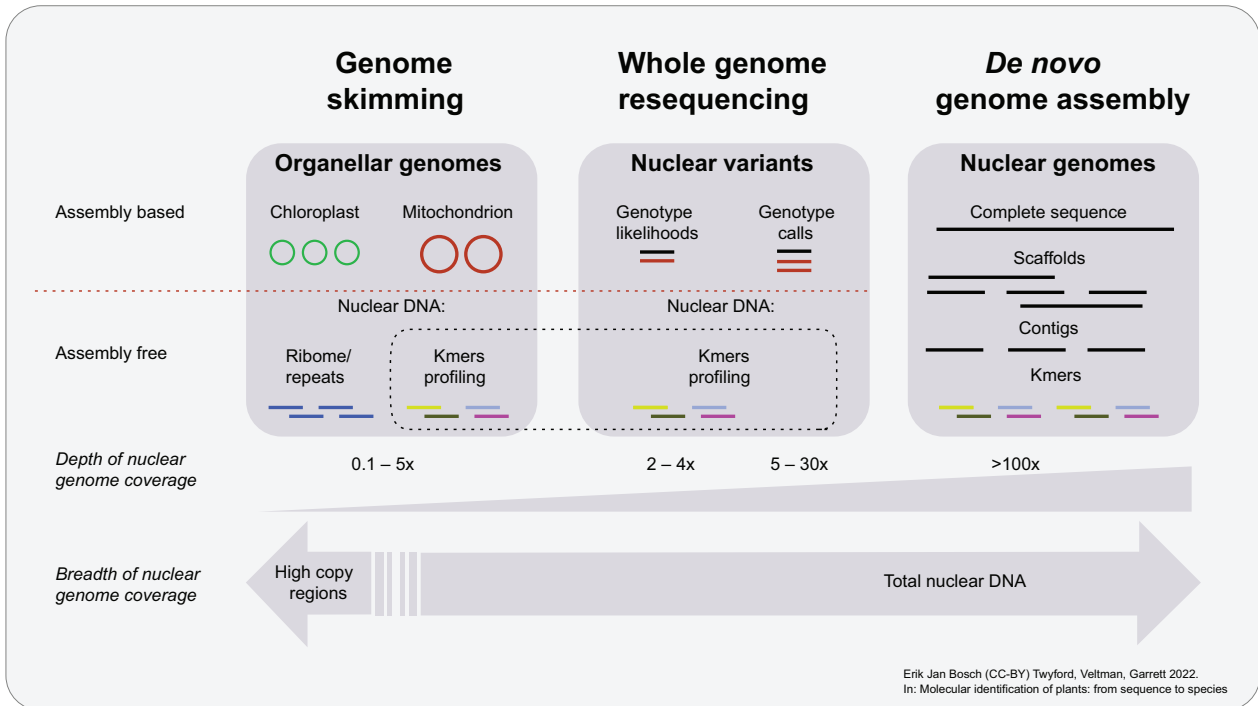 Genome
skimming
Whole genome
resequencing
De novo
genome assembly
Organellar genomes
Nuclear variants
Nuclear genomes
Assembly based
Chloroplast
Mitochondrion
Genotype
likelihoods
Genotype
calls
Complete sequence
Scaffolds
Nuclear DNA:
Nuclear DNA:
Contigs
Assembly free
Ribome/
repeats
Kmers
profiling
Kmers
profiling
Kmers
Depth of nuclear
genome coverage
0.1 – 5x
2 – 4x
5 – 30x
>100x
Breadth of nuclear
genome coverage
High copy
regions
Total nuclear DNA
Erik Jan Bosch (CC-BY) Twyford, Veltman, Garrett 2022.
In: Molecular identification of plants: from sequence to species